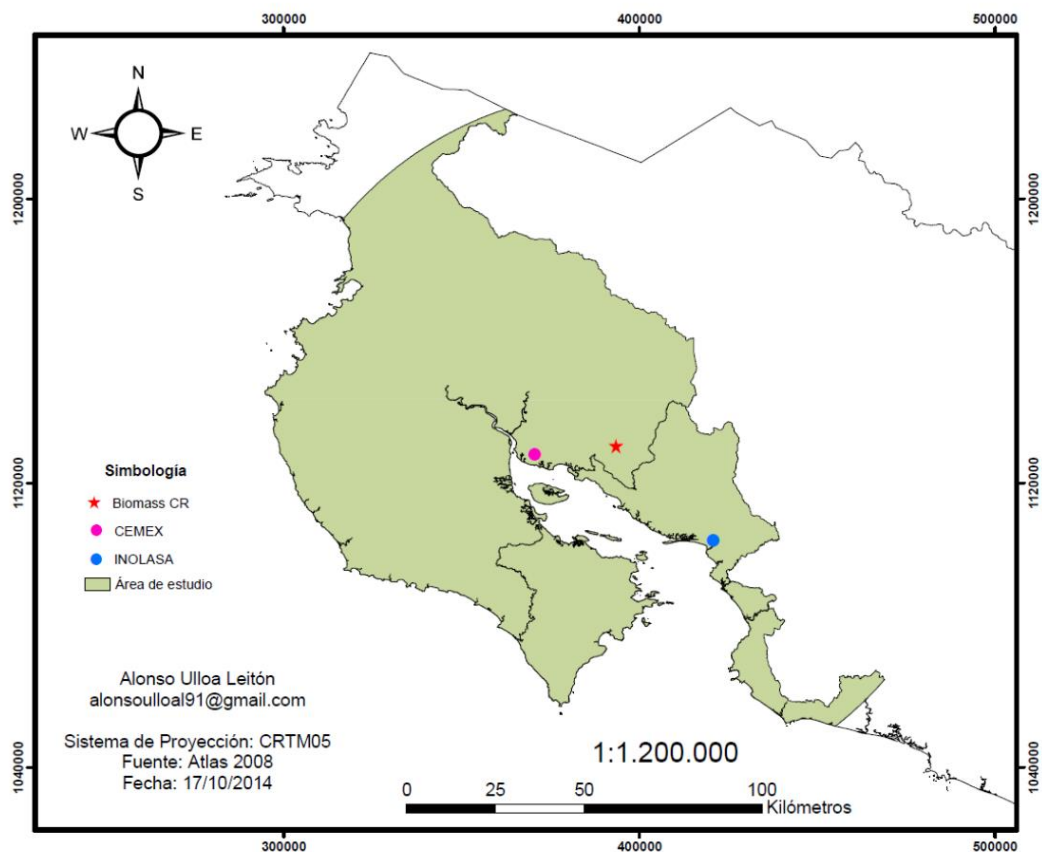 300000 400000 500000
N
W E
S
1200000 1200000
1120000 1120000
Simbología
Biomass CR
CEMEX
INOLASA
Área de estudio
Alonso Ulloa Leitón
alonsoulloal91@gmail.com
Sistema de Proyección: CRTM05
Fuente: Atlas 2008
Fecha: 17/10/2014
1:1.200.000
0 25 50 100
Kilómetros
1040000 1040000
300000 400000 500000